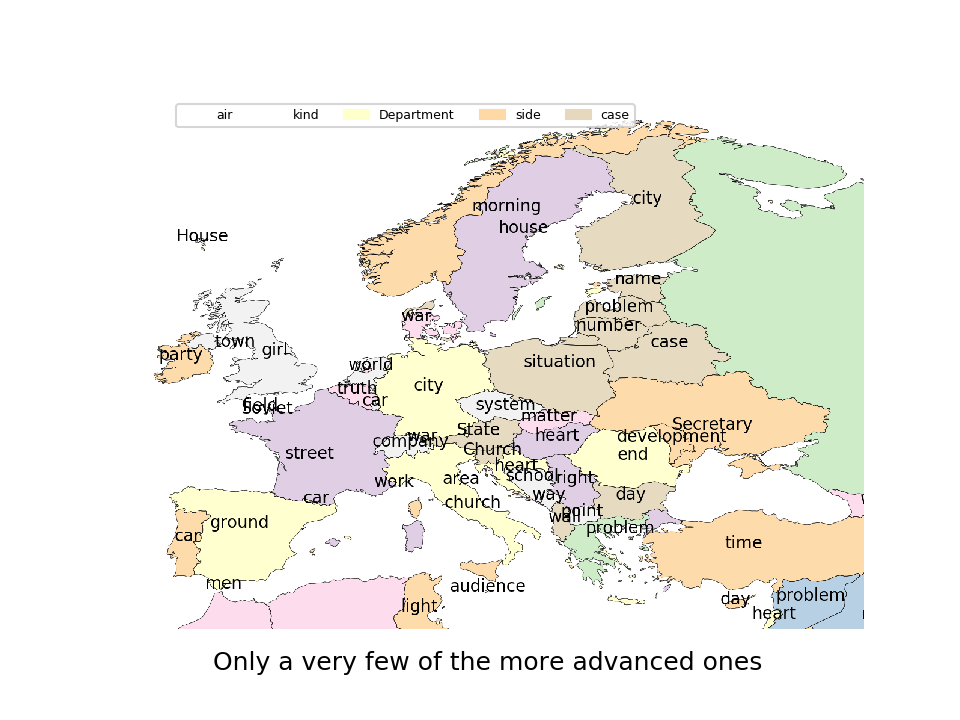 air kind Department side case
morning
city
house
House
name
war
problem
number
town
girl
case
party
world
situation
truth
city
car
system
field
Soviet
matter
Secretary
State
heart
war
development
company
Church
street
end
heart
school
right
area
work
way
day
car
church
point
wall
ground
problem
car
time
men
audience
problem
day
light
heart
Only a very few of the more advanced ones